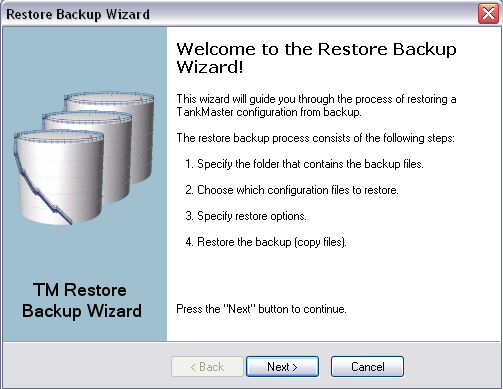 Restore Backup Wizard
Welcome to the Restore Backup
Wizard!
This wizard will guide you through the process of restoring a
TankMaster configuration from backup.
The restore backup process consists of the following steps:
1. Specify the folder that contains the backup files.
2. Choose which configuration files to restore.
3. Specify restore options.
4. Restore the backup (copy files).
TM Restore
Backup Wizard
Press the "Next" button to continue.
< Back
Next >
Cancel